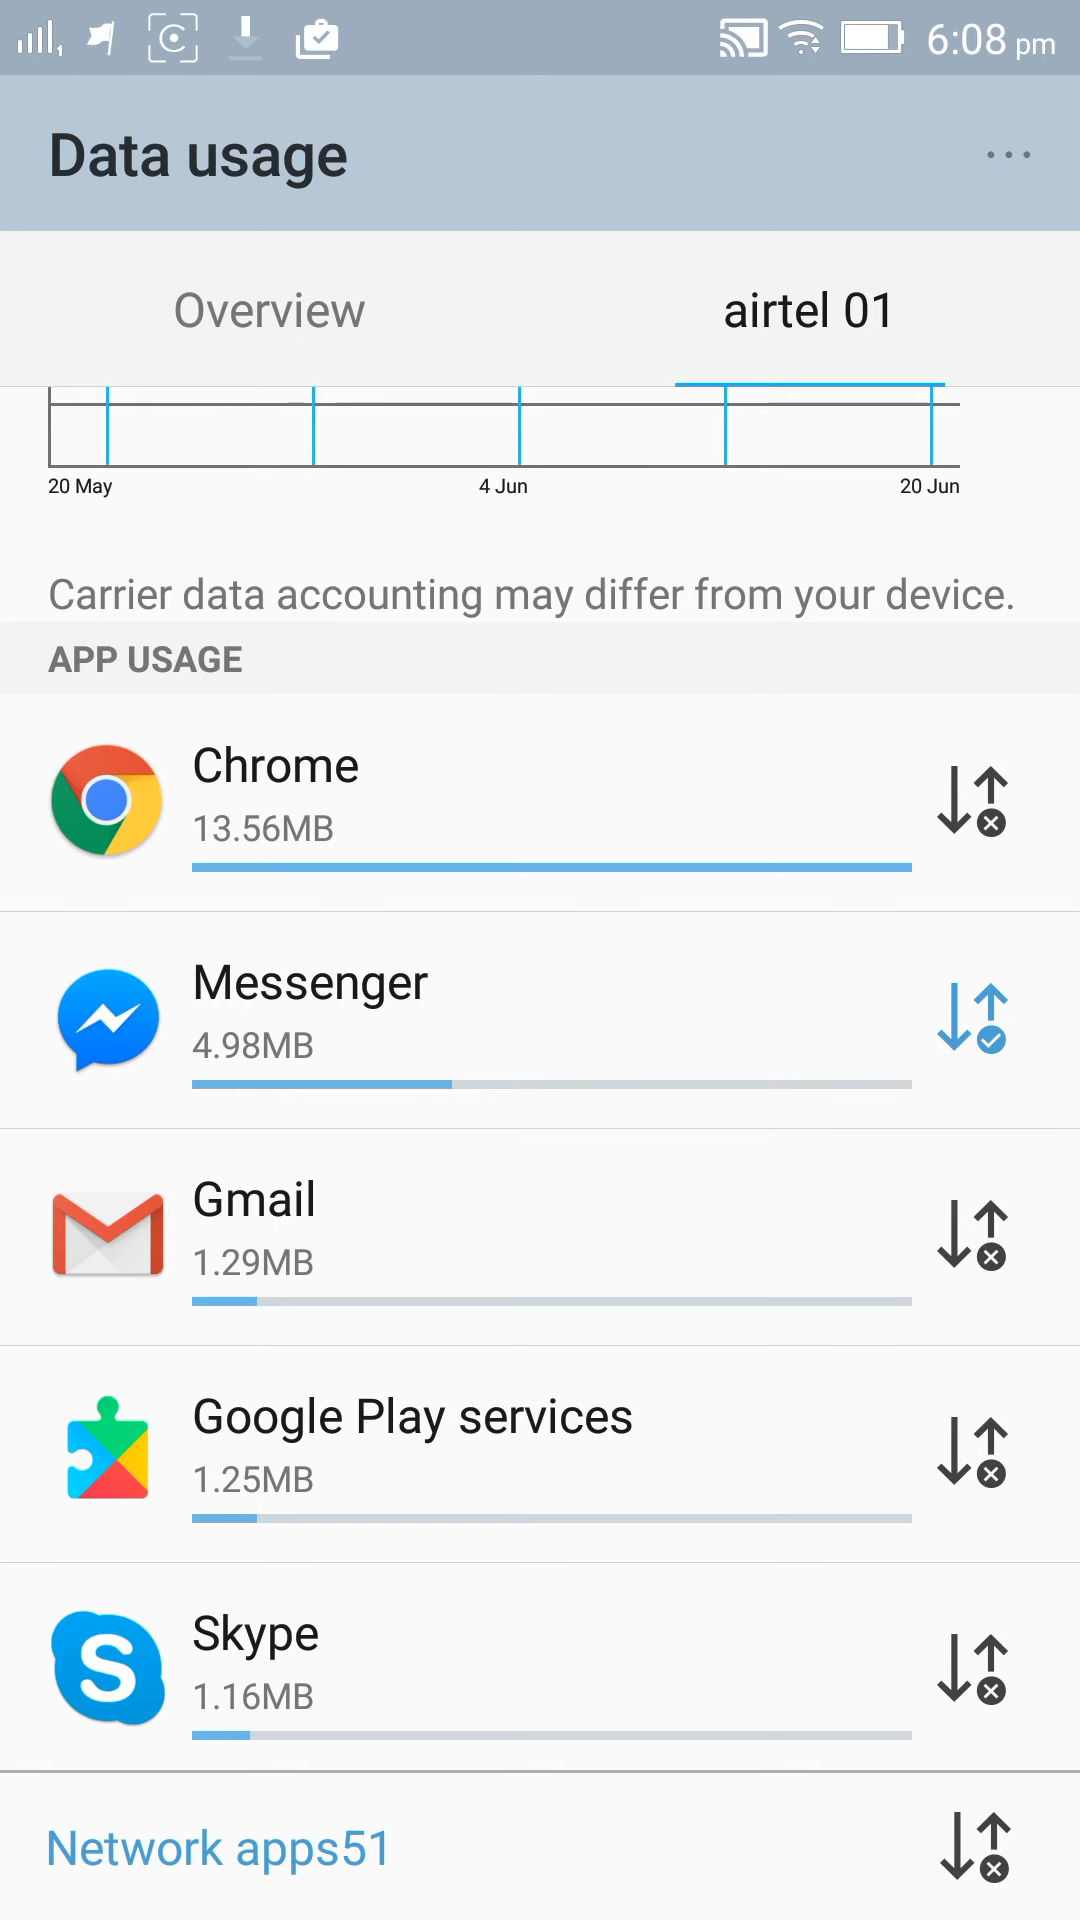 6:08 pm
Data usage
Overview
airtel 01
20 May
4 Jun
20 Jun
Carrier data accounting may differ from your device.
APP USAGE
Chrome
13.56MB
Messenger
4.98MB
Gmail
1.29MB
Google Play services
1.25MB
Skype
1.16MB
Network apps51